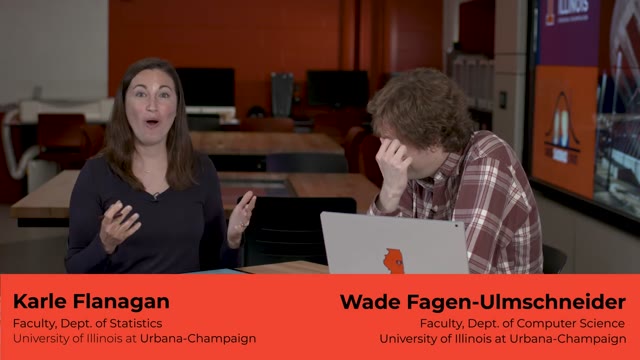 ILLINOIS
Karle Flanagan
Faculty, Dept. of Statistics
University of Illinois at Urbana-Champaign
Wade Fagen-Ulmschneider
Faculty, Dept. of Computer Science
University of Illinois at Urbana-Champaign